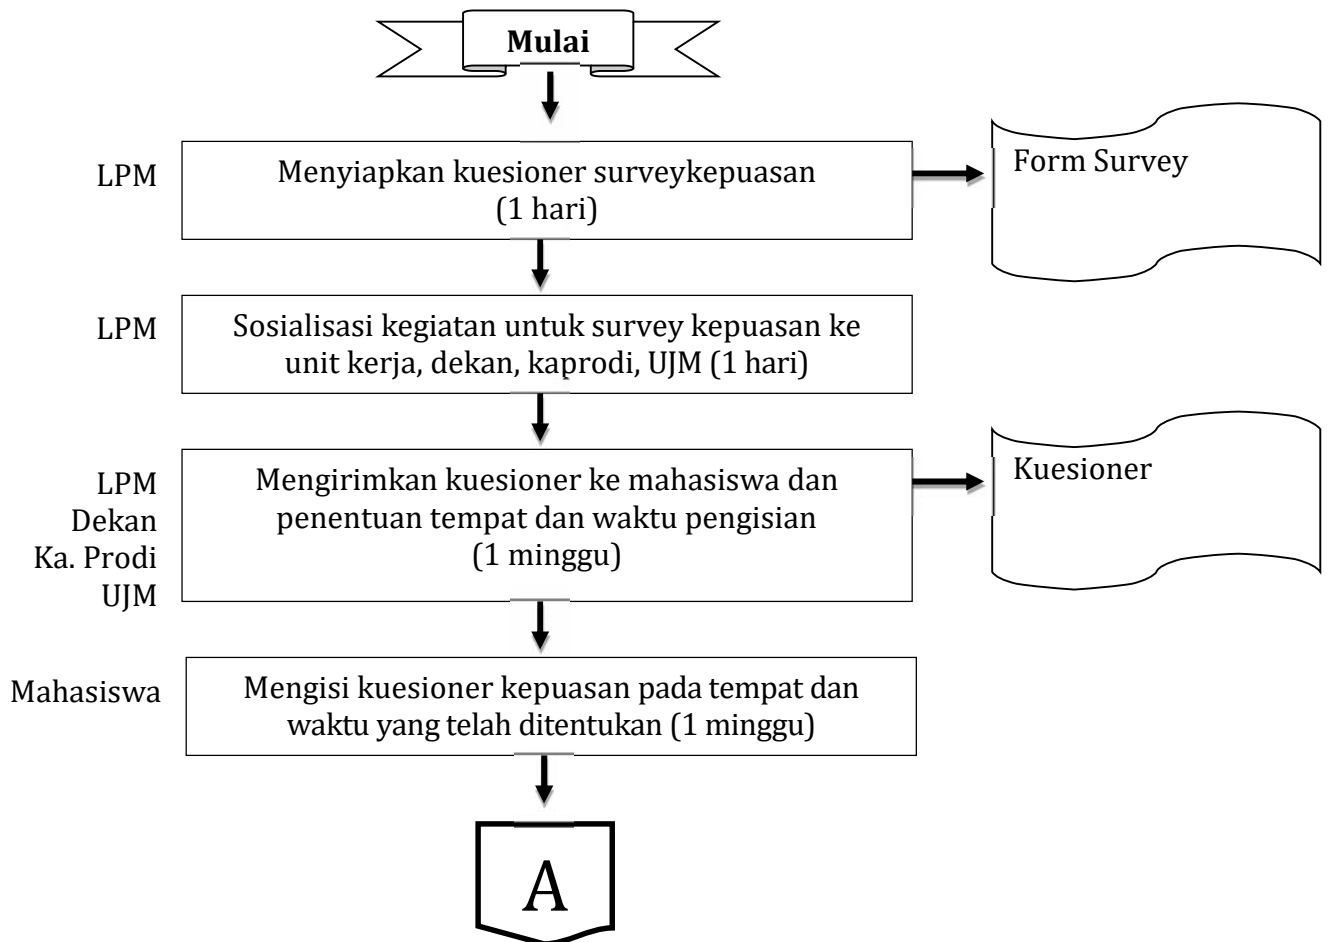 Mulai
LPM
Menyiapkan kuesioner surveykepuasan
(1 hari)
Form Survey
LPM
Sosialisasi kegiatan untuk survey kepuasan ke
unit kerja, dekan, kaprodi, UJM (1 hari)
LPM
Dekan
Ka. Prodi
UJM
Mengirimkan kuesioner ke mahasiswa dan
penentuan tempat dan waktu pengisian
(1 minggu)
Kuesioner
Mahasiswa
Mengisi kuesioner kepuasan pada tempat dan
waktu yang telah ditentukan (1 minggu)
A